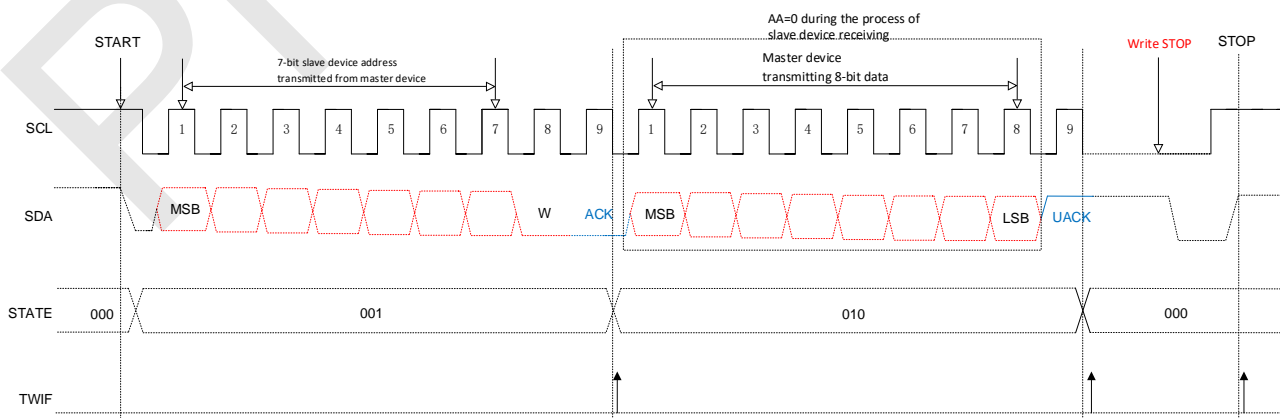 AA=0 during the process of
slave device receiving
START
Write STOP
STOP
7-bit slave device address
transmitted from master device
Master device
transmitting 8-bit data
SCL
1 2 3 4 5 6 7 8 9 1 2 3 4 5 6 7 8 9
SDA
MSB W ACK MSB LSB UACK
STATE
000 001 010 000
TWIF